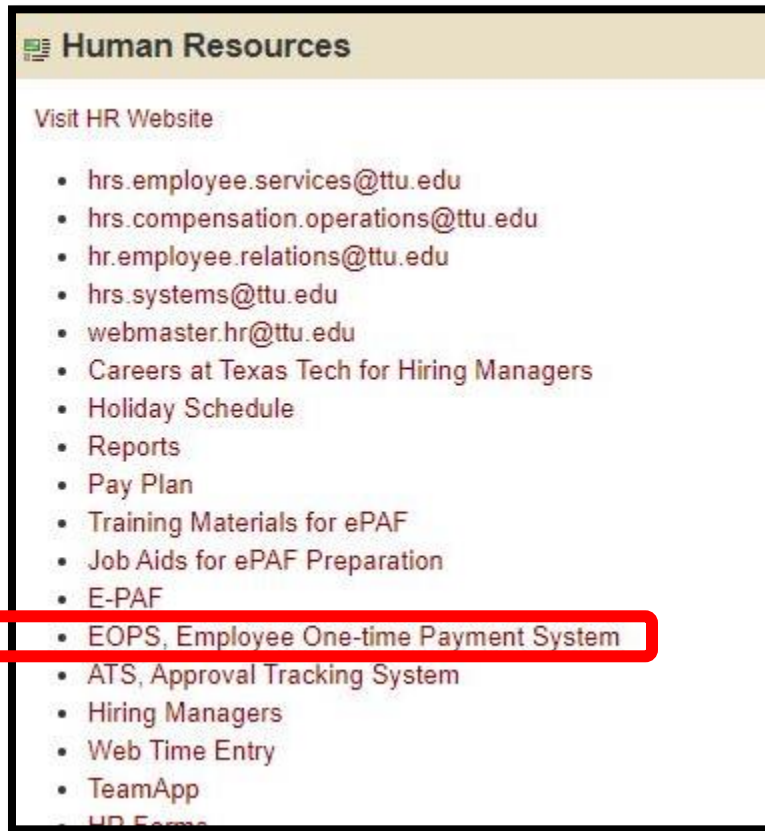 Human Resources
Visit HR Website
• hrs.employee.services@ttu.edu
• hrs.compensation.operations@ttu.edu
• hr.employee.relations@ttu.edu
• hrs.systems@ttu.edu
• webmaster.hr@ttu.edu
• Careers at Texas Tech for Hiring Managers
• Holiday Schedule
• Reports
• Pay Plan
• Training Materials for ePAF
• Job Aids for ePAF Preparation
• E-PAF
• EOPS, Employee One-time Payment System
• ATS, Approval Tracking System
• Hiring Managers
• Web Time Entry
• TeamApp
• HR Forms